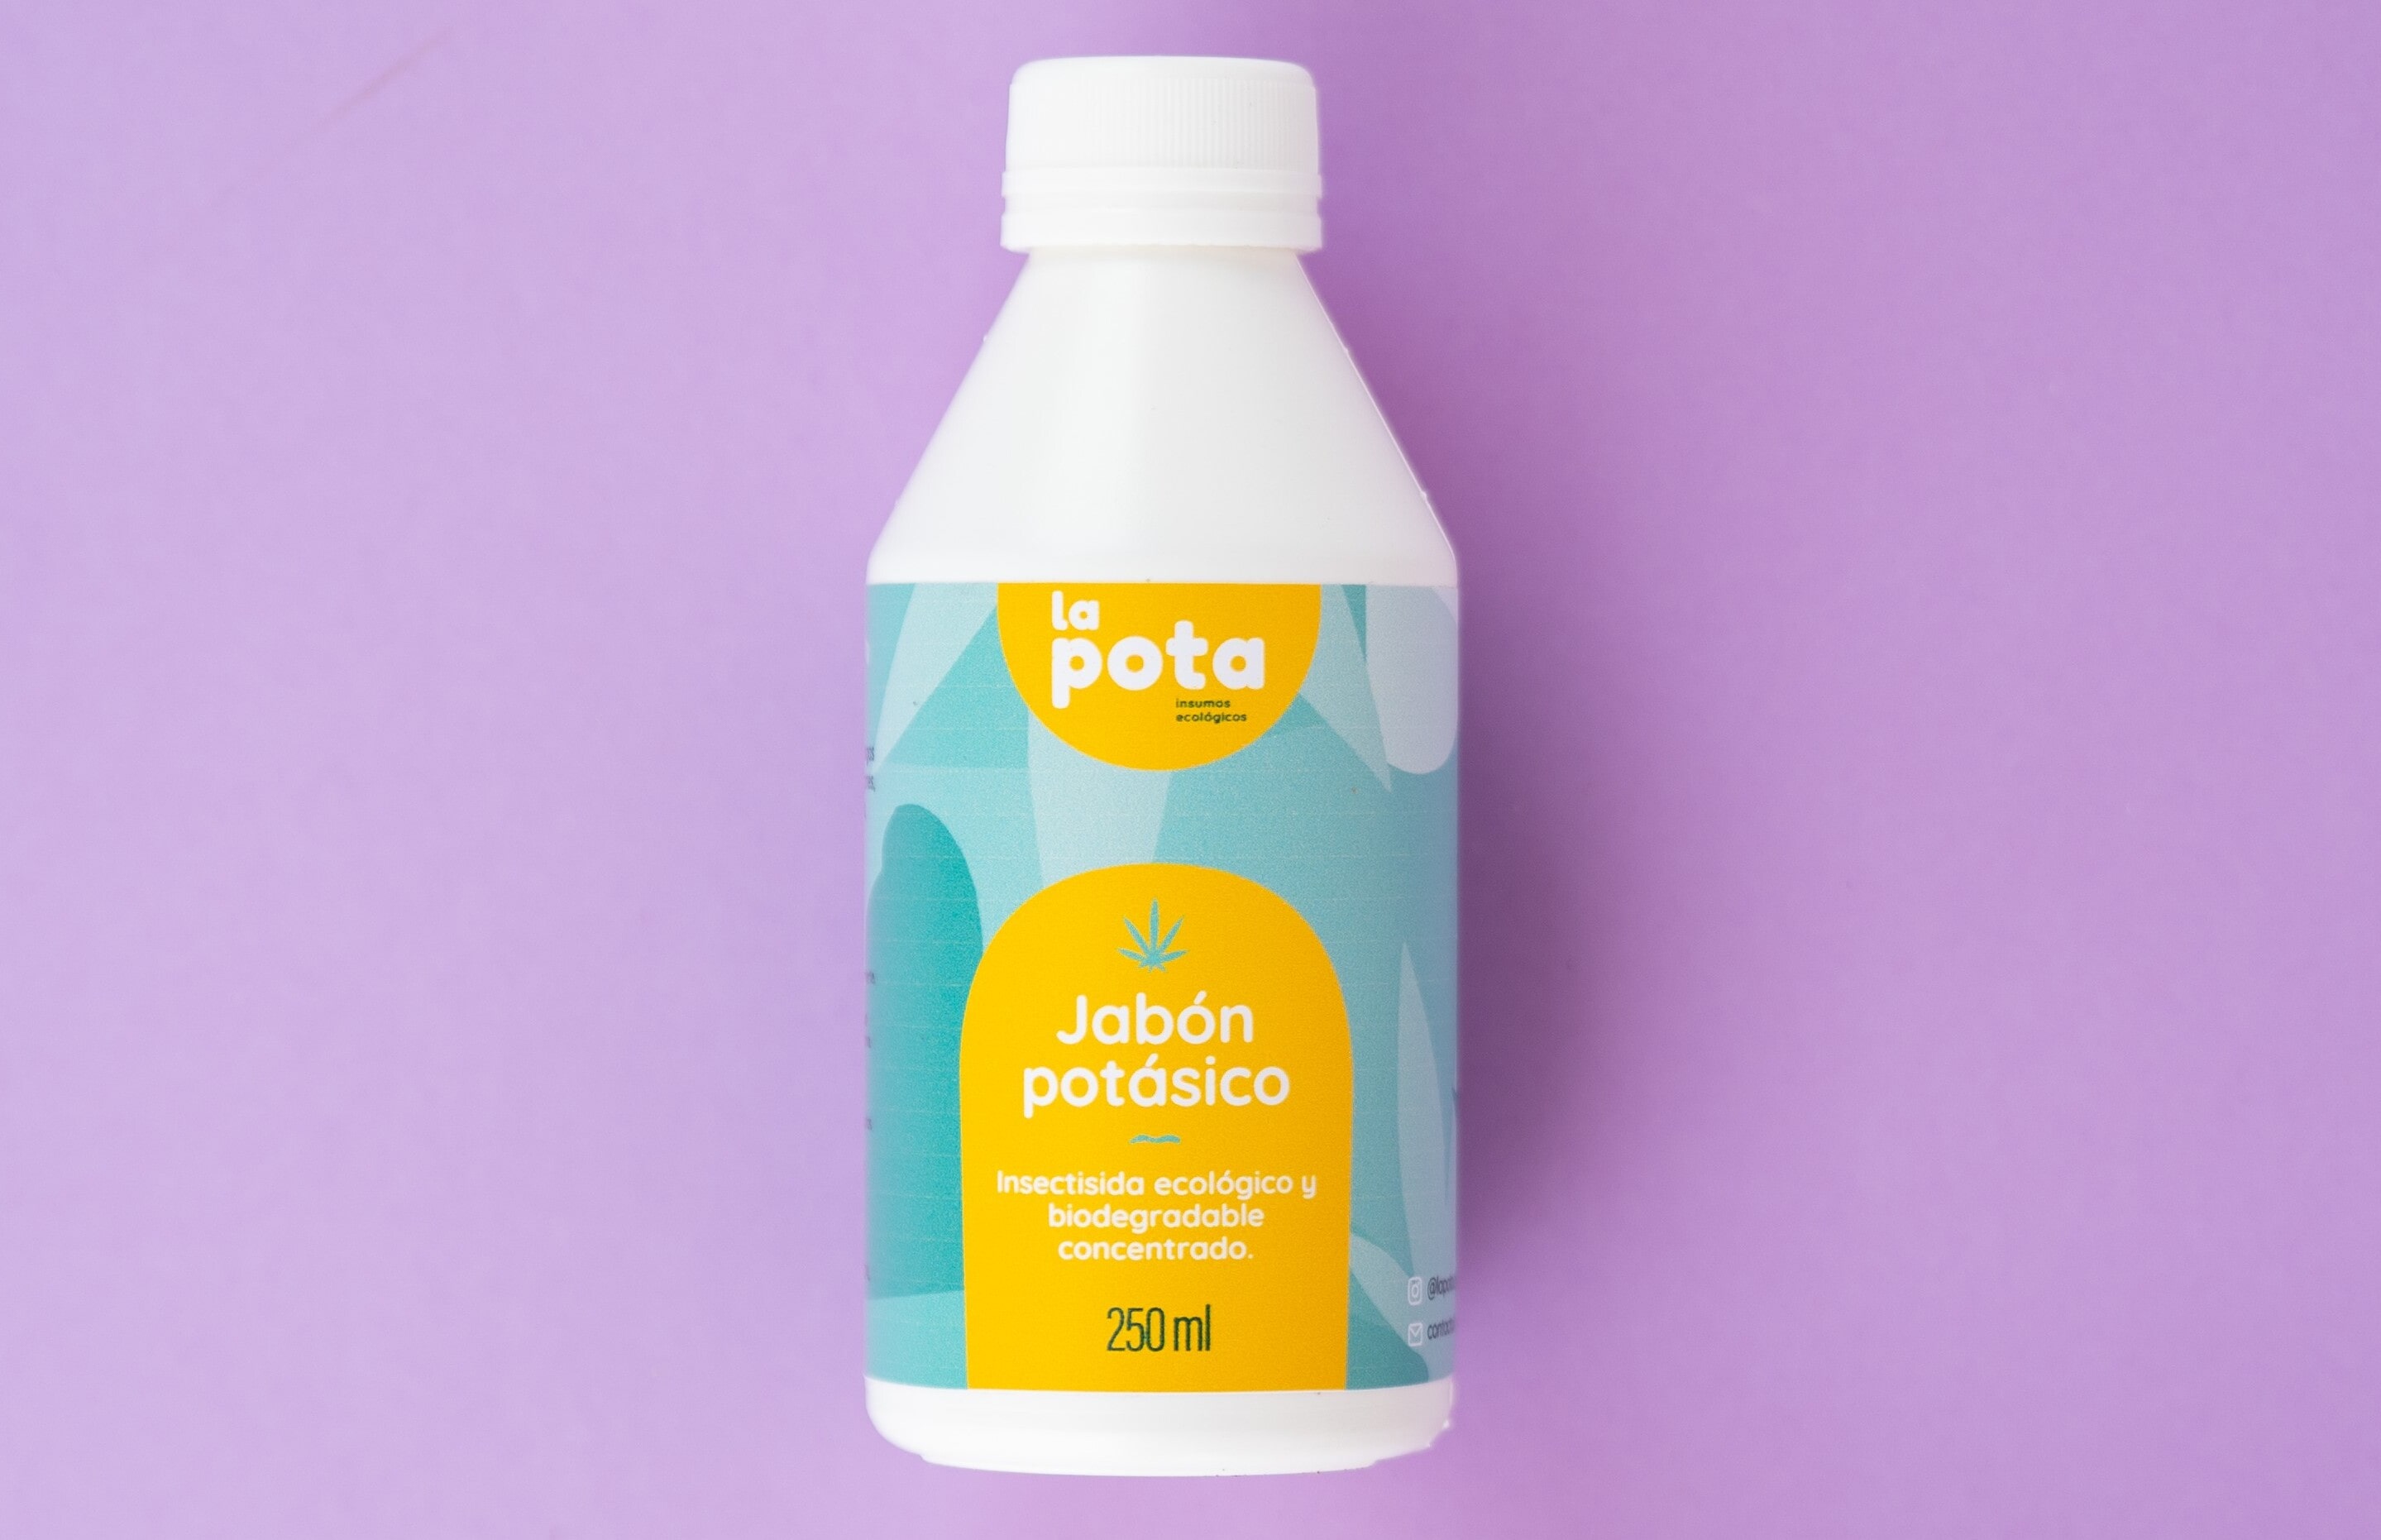 la
pota
insumos
ecológicos
Jabón
potásico
Insectisida ecológico y
biodegradable
concentrado.
250 ml